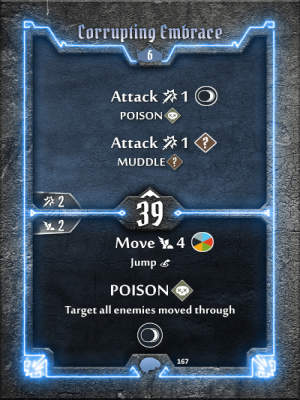 Corrupting Embrace
6
Attack 1
POISON
Attack 1
? MUDDLE ?
2
39
2
Move 4
Jump
POISON
Target all enemies moved through
167